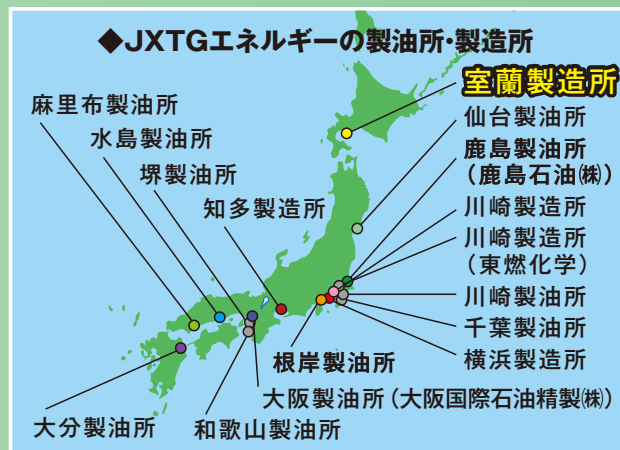 ◆JXTGエネルギーの製油所・製造所
室蘭製造所
仙台製油所
鹿島製油所
（鹿島石油㈱）
川崎製造所
川崎製造所
（東燃化学）
川崎製油所
千葉製油所
横浜製造所
麻里布製油所
水島製油所
堺製油所
知多製造所
根岸製油所
大阪製油所（大阪国際石油精製㈱）
和歌山製油所
大分製油所